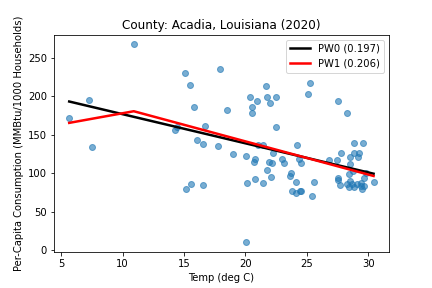 County: Acadia, Louisiana (2020)
Per-Capita Consumption (MMBtu/1000 Households)
250
200
150
100
50
0
PW0 (0.197)
PW1 (0.206)
5
10
15
20
25
30
Temp (deg C)